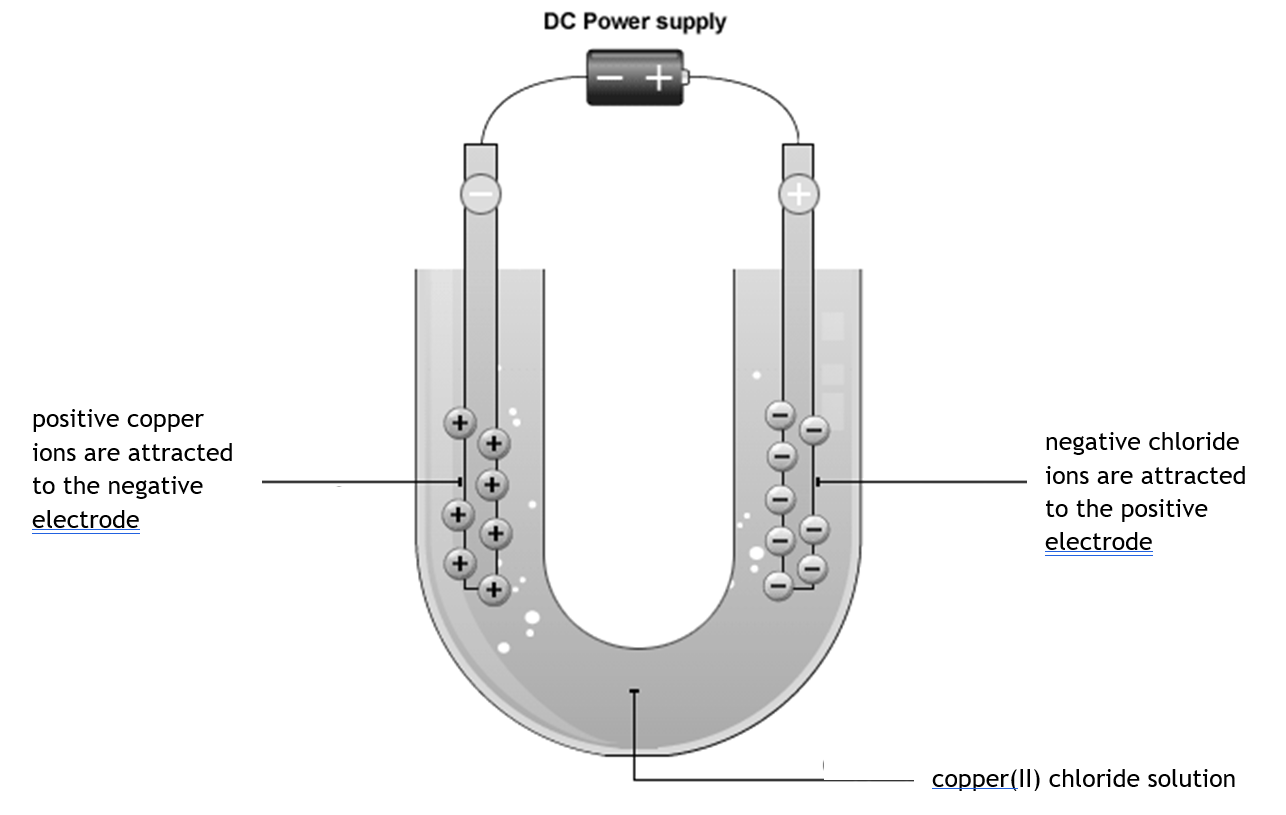 DC Power supply
positive copper
ions are attracted
to the negative
electrode
negative chloride
ions are attracted
to the positive
electrode
copper(II) chloride solution